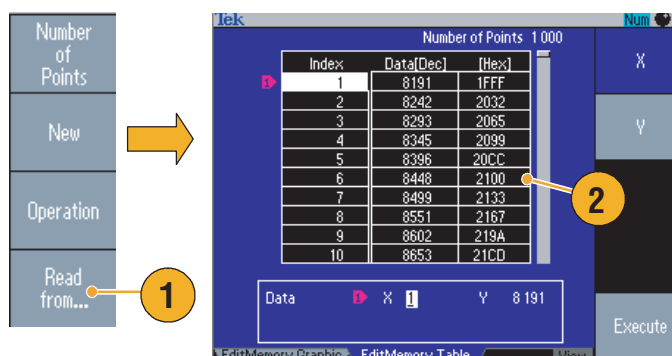 Number
of
Points
New
Operation
Read
from...
1
Tek
Num
Number of Points 1000
Index Data[Dec] [Hex]
1 1 8191 1FFF
2 8242 2032
3 8293 2065
4 8345 2099
5 8396 20CC
6 8448 2100
7 8499 2133
8 8551 2167
9 8602 219A
10 8653 21CD
2
Data 1 X 1 Y 8 191
X
Y
Execute
EditMemory Graphic EditMemory Table View